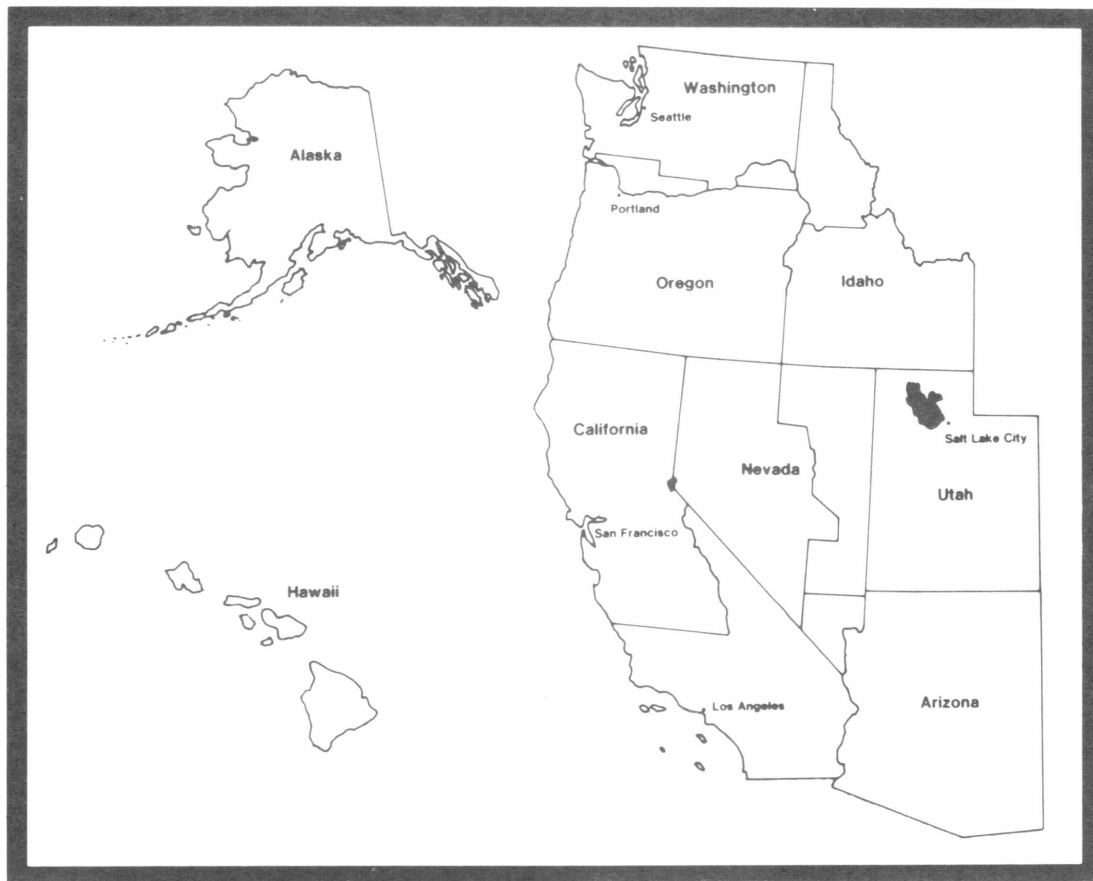 Washington
Seattle
Alaska
Portland
Oregon
Idaho
California
Salt Lake City
Nevada
Utah
San Francisco
Hawaii
Arizona
Los Angeles